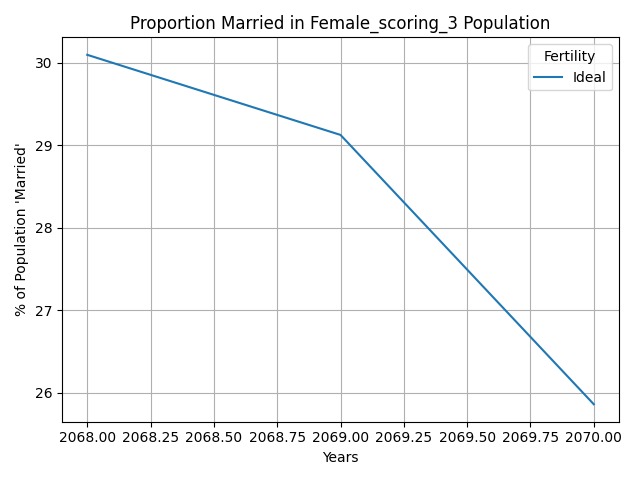 Proportion Married in Female_scoring_3 Population
Fertility
Ideal
% of Population 'Married'
30
29
28
27
26
2068.00 2068.25 2068.50 2068.75 2069.00 2069.25 2069.50 2069.75 2070.00
Years